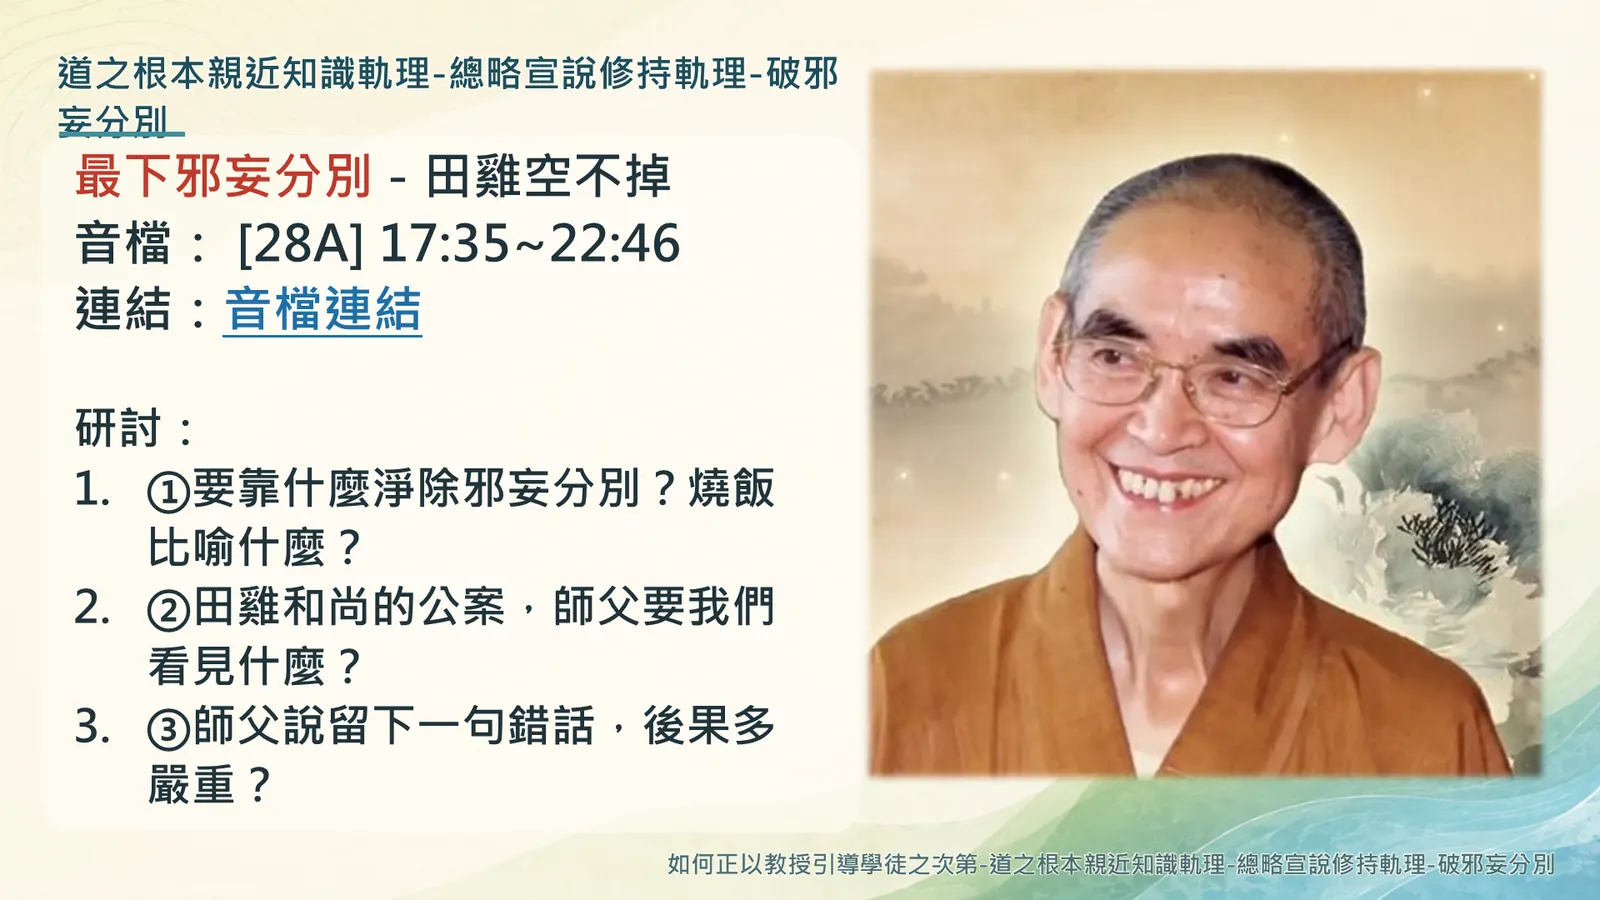 道之根本親近知識軌理-總略宣說修持軌理-破邪
妄分別
最下邪妄分別 - 田雞空不掉
音檔： [28A] 17:35~22:46
連結：音檔連結
研討：
1. ①要靠什麼淨除邪妄分別？燒飯
比喻什麼？
2. ②田雞和尚的公案，師父要我們
看見什麼？
3. ③師父說留下一句錯話，後果多
嚴重？
如何正以教授引導學徒之次第-道之根本親近知識軌理-總略宣說修持軌理-破邪妄分別